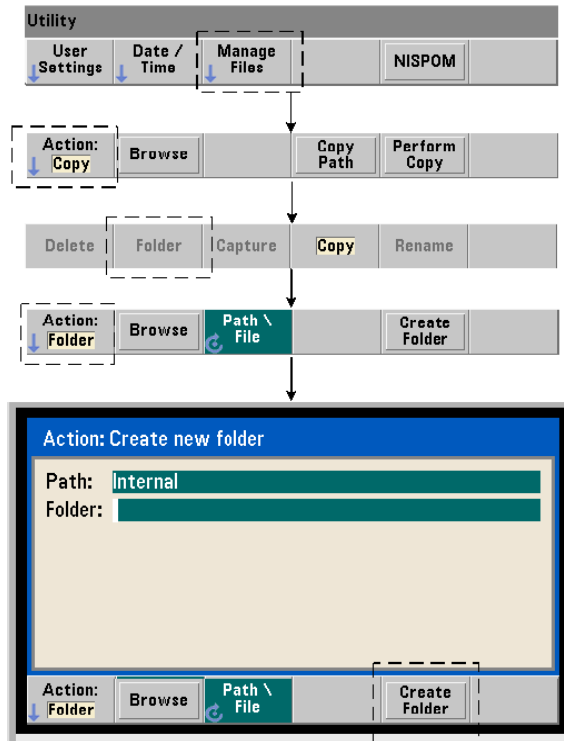 Utility
User Settings
Date / Time
Manage Files
NISPOM
Action: Copy
Browse
Copy Path
Perform Copy
Delete
Folder
Capture
Copy
Rename
Action: Folder
Browse
Path \ File
Create Folder
Action: Create new folder
Path: Internal
Folder:
Action: Folder
Browse
Path \ File
Create Folder